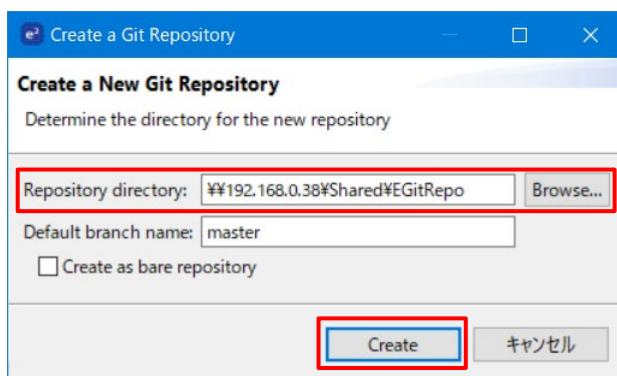 e² Create a Git Repository
Create a New Git Repository
Determine the directory for the new repository
Repository directory: ¥¥192.168.0.38¥Shared¥EGitRepo Browse...
Default branch name: master
Create as bare repository
Create キャンセル